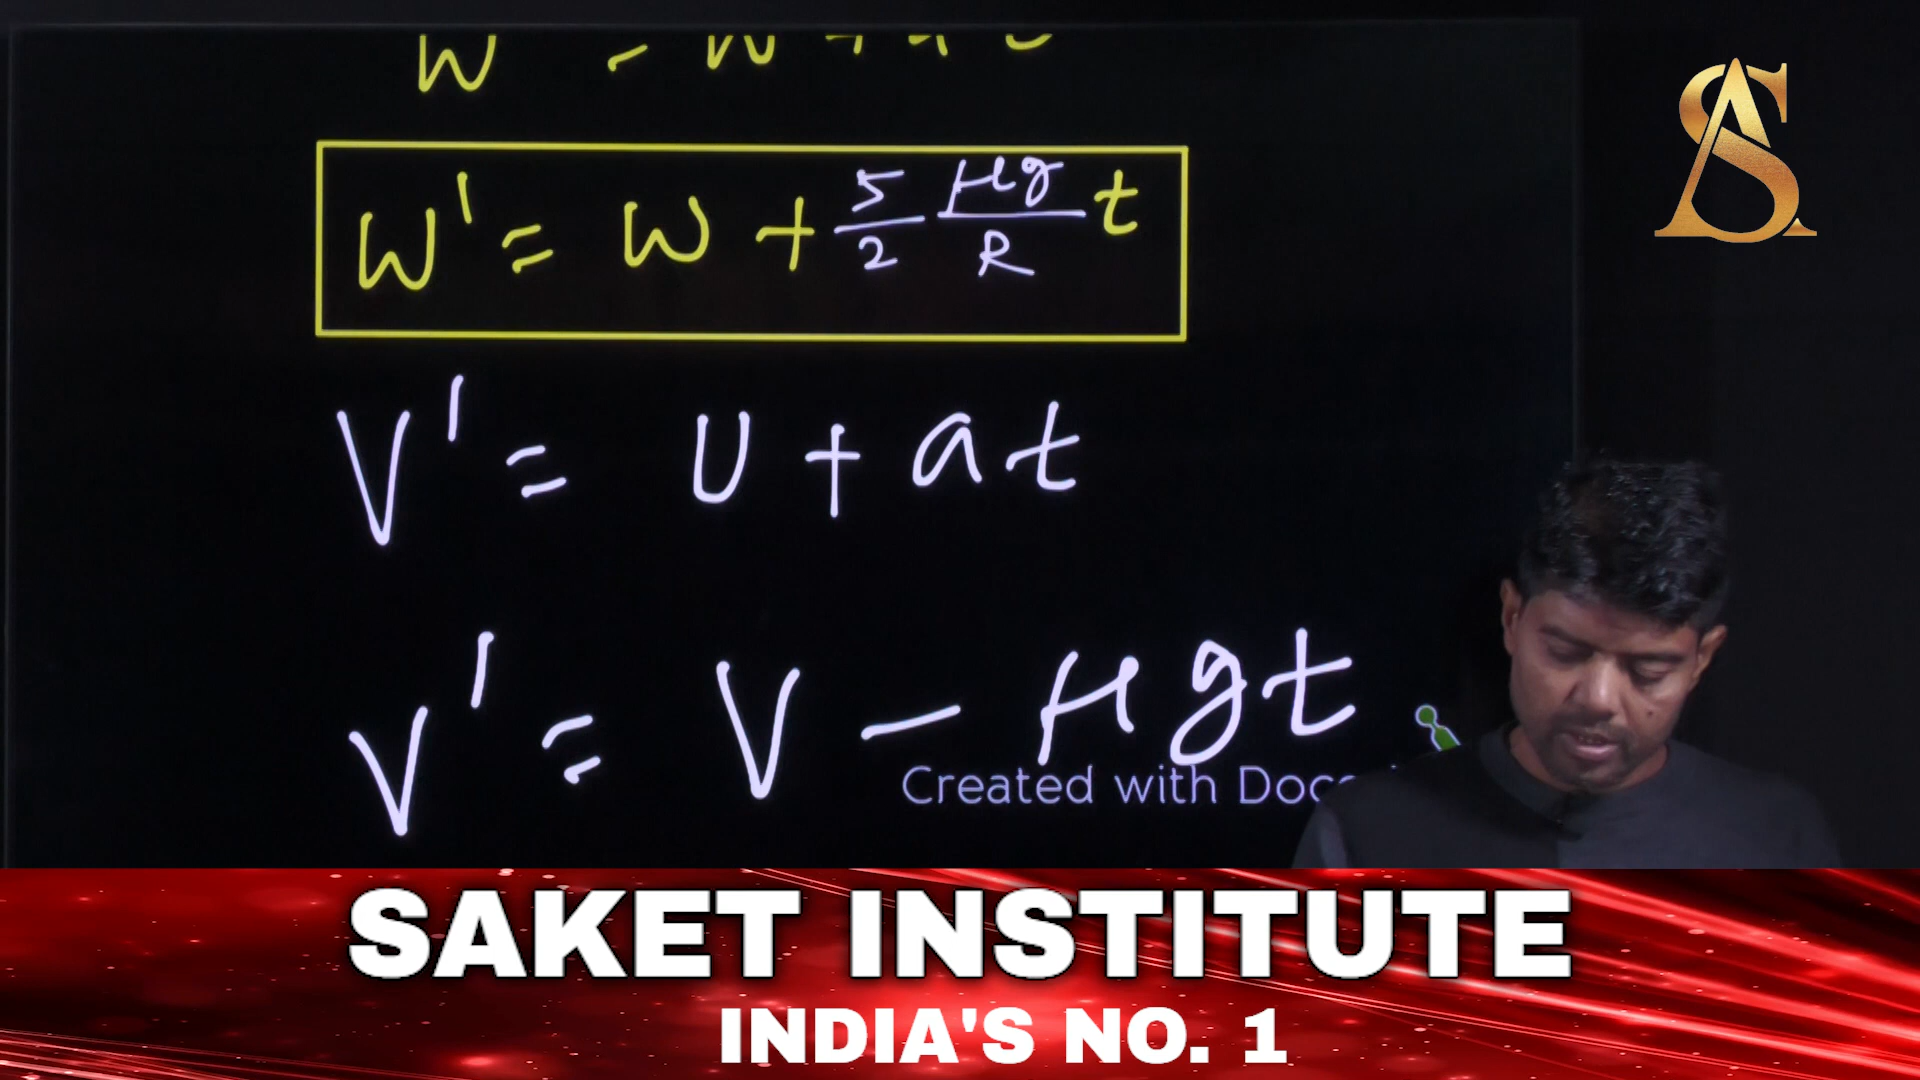 W' = W + 5/2 μg/R t
V' = U + at
V' = V - μgt
Created with Doc
SAKET INSTITUTE
INDIA'S NO. 1